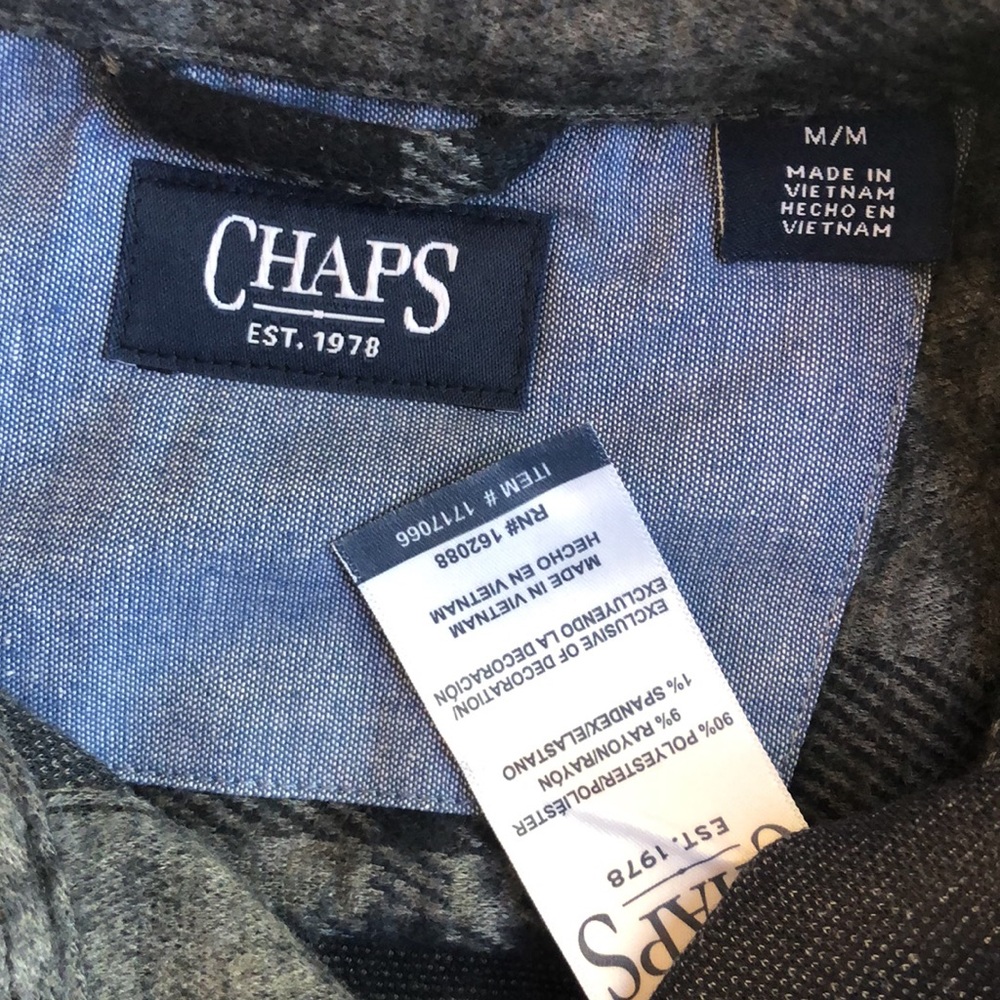 CHAPS
EST. 1978
M/M
MADE IN
VIETNAM
HECHO EN
VIETNAM
CHAPS
EST. 1978
90% POLYESTER/POLIÉSTER
9% RAYON/RAYÓN
1% SPANDEX/ELASTANO
EXCLUSIVE OF DECORATION/
EXCLUYENDO LA DECORACIÓN
MADE IN VIETNAM
HECHO EN VIETNAM
RN# 162088
ITEM # 1717066